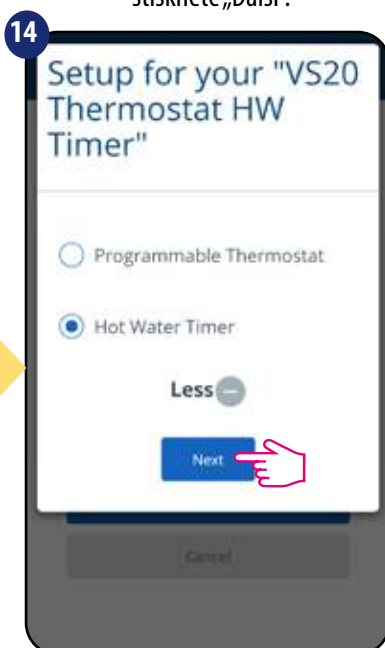 stiskněte „Další“.
14
Setup for your "VS20
Thermostat HW
Timer"
Programmable Thermostat
Hot Water Timer
Less
Next
Cancel